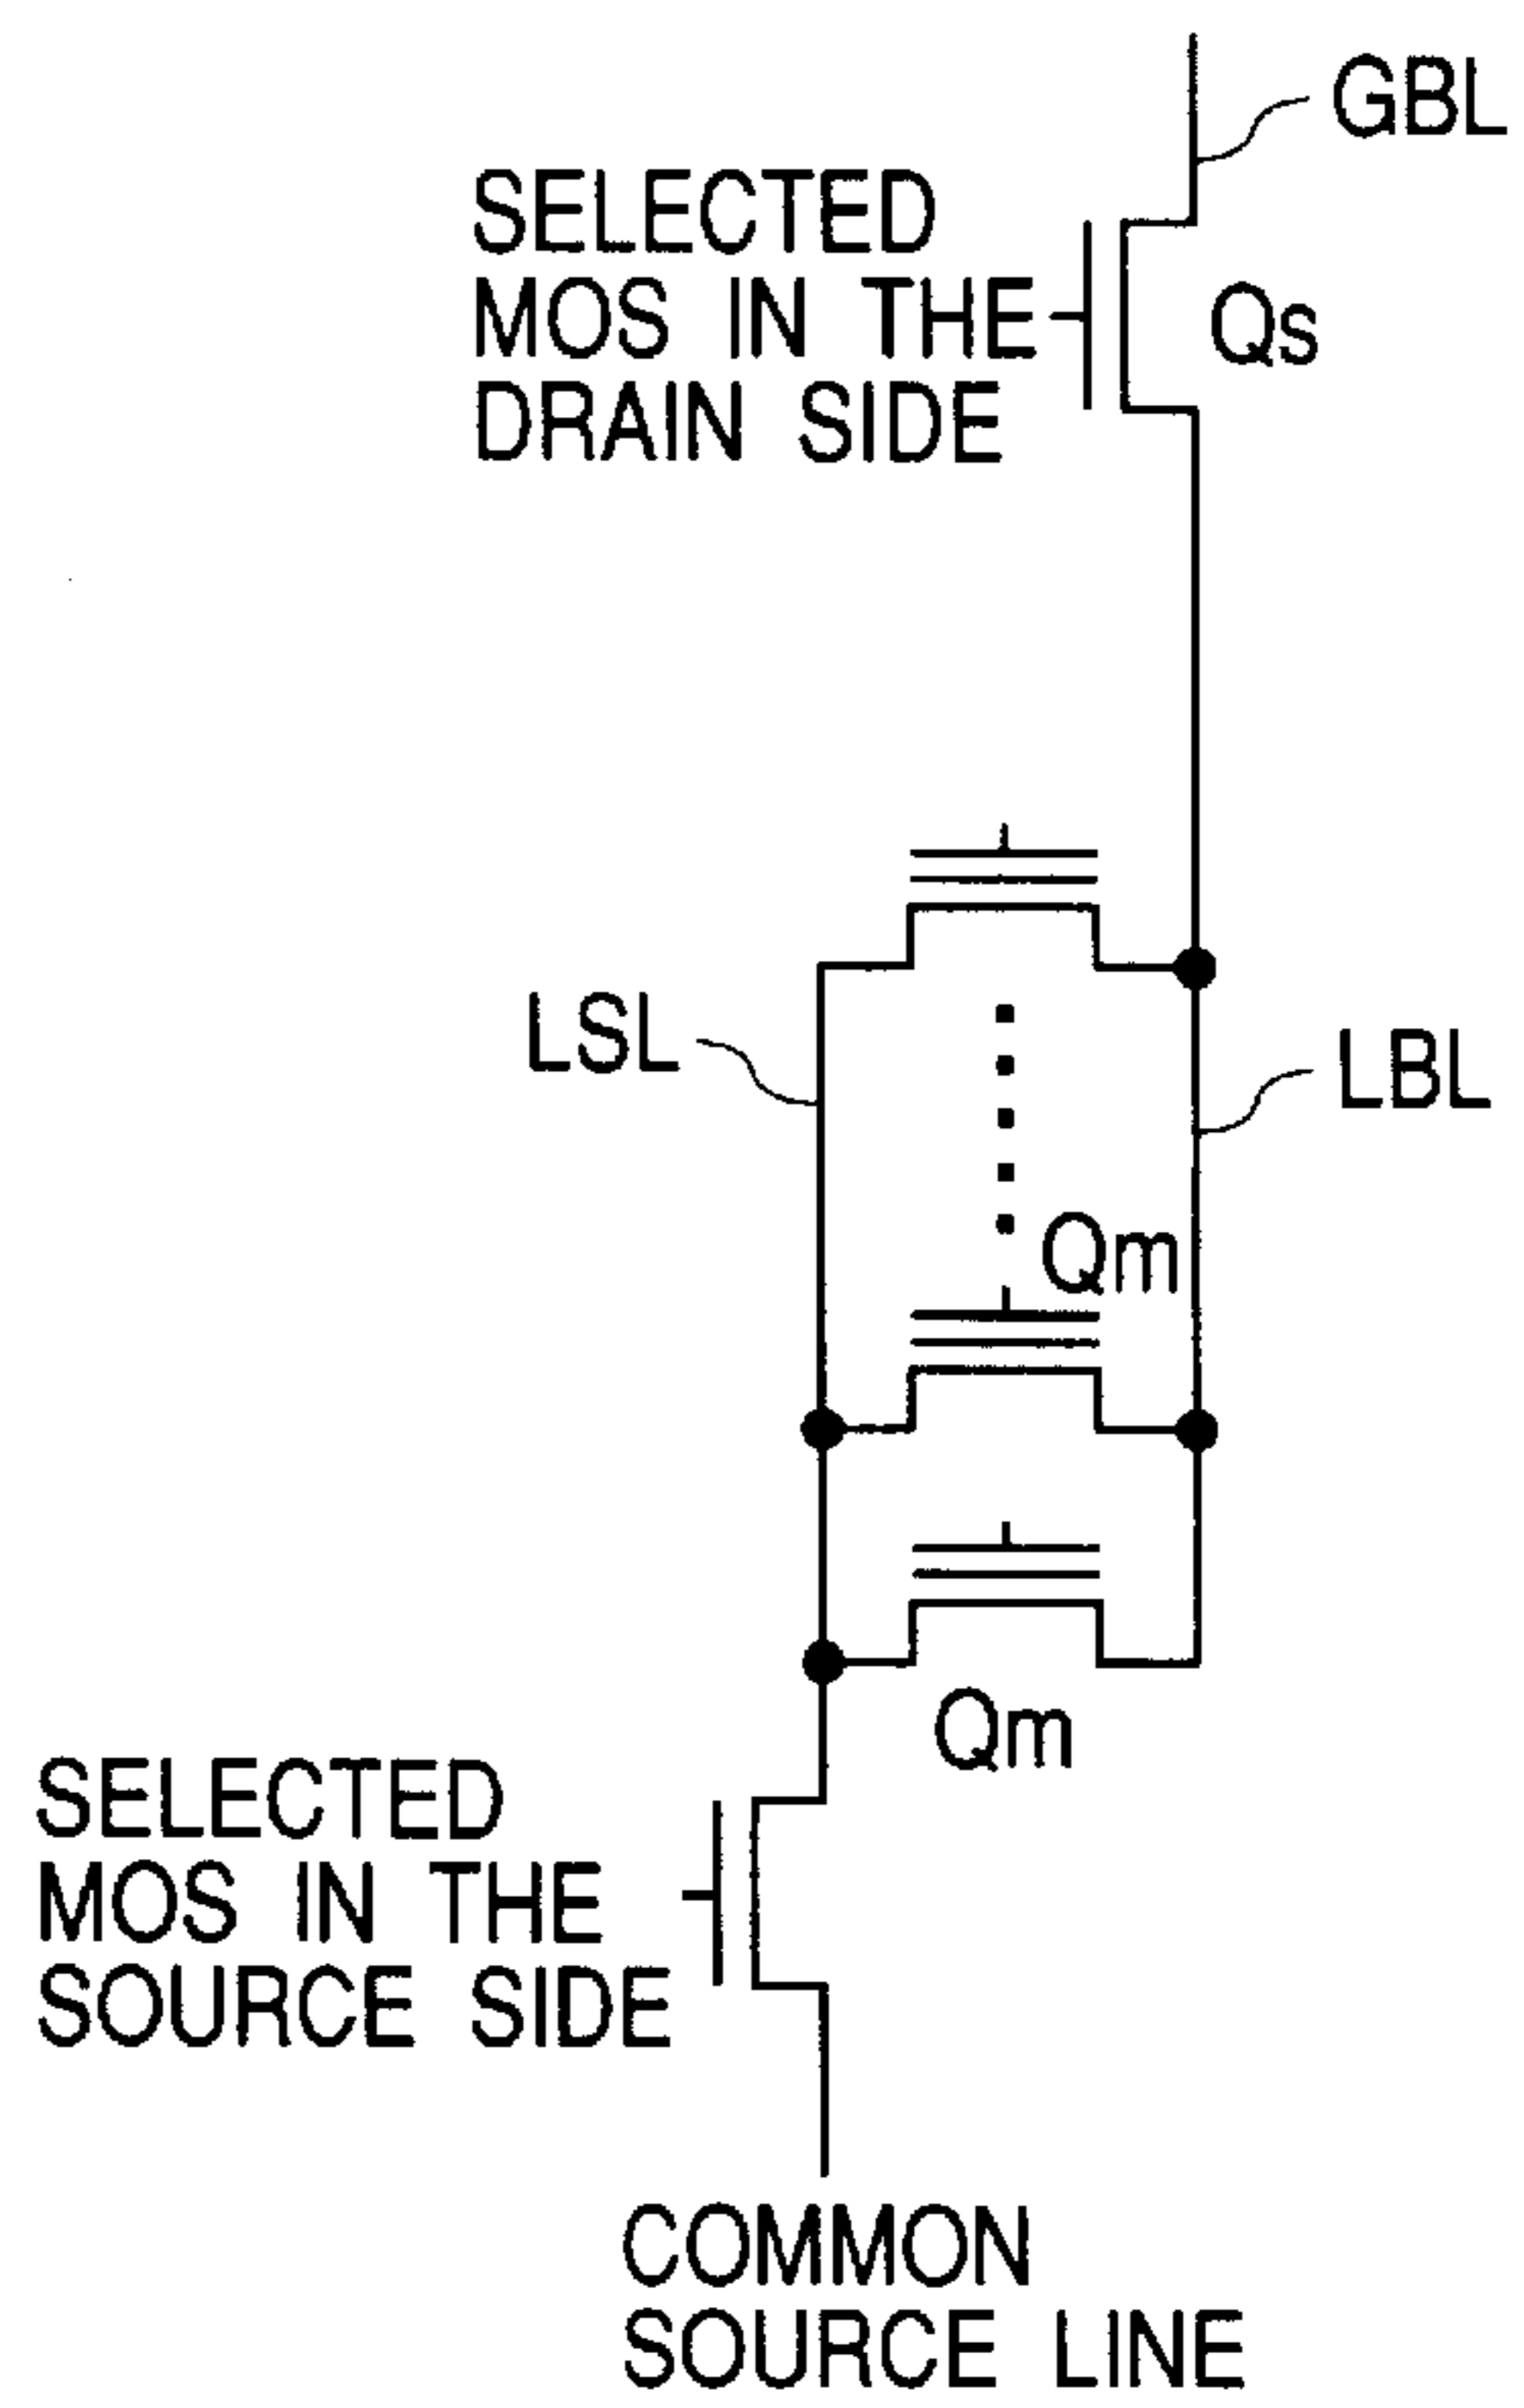 GBL
SELECTED
MOS IN THE
DRAIN SIDE
Qs
LSL
LBL
Qm
Qm
SELECTED
MOS IN THE
SOURCE SIDE
COMMON
SOURCE LINE